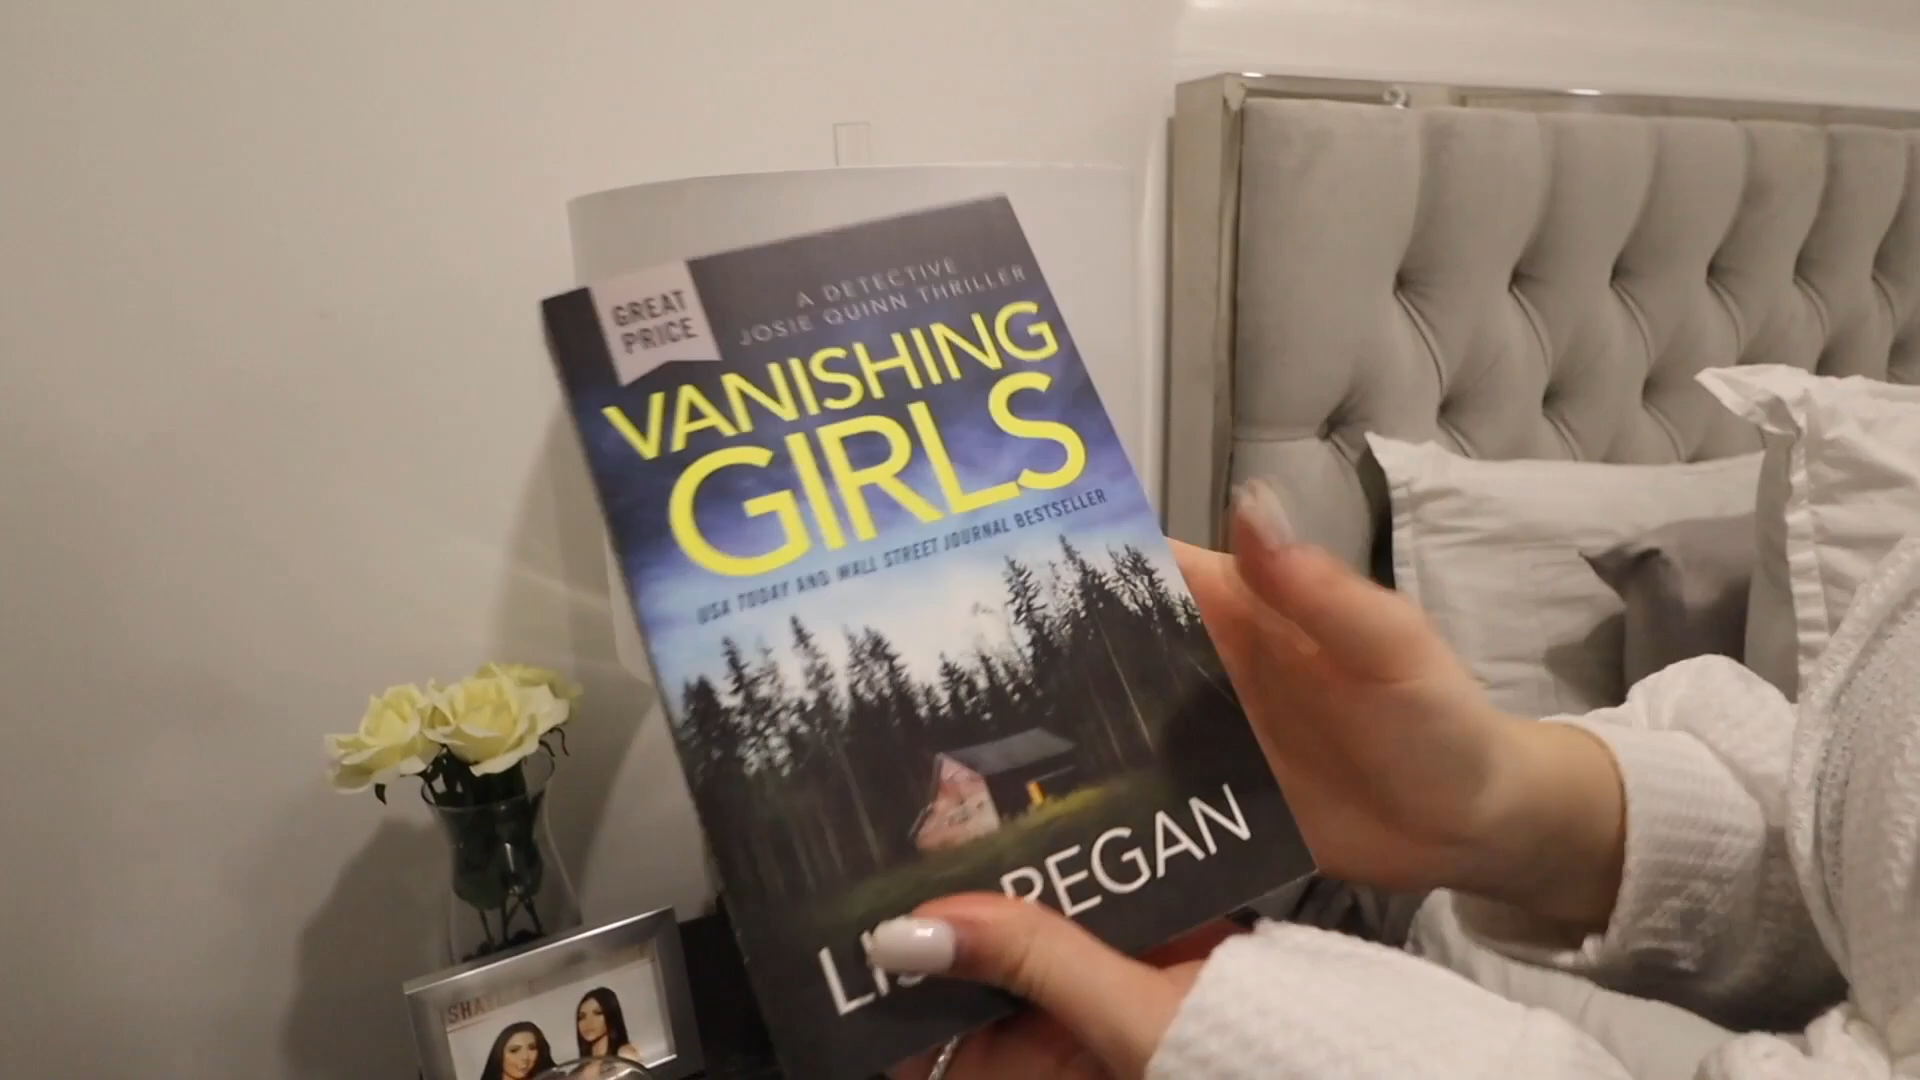 GREAT
PRICE
A DETECTIVE
JOSIE QUINN THRILLER
VANISHING
GIRLS
USA TODAY AND WALL STREET JOURNAL BESTSELLER
REGAN